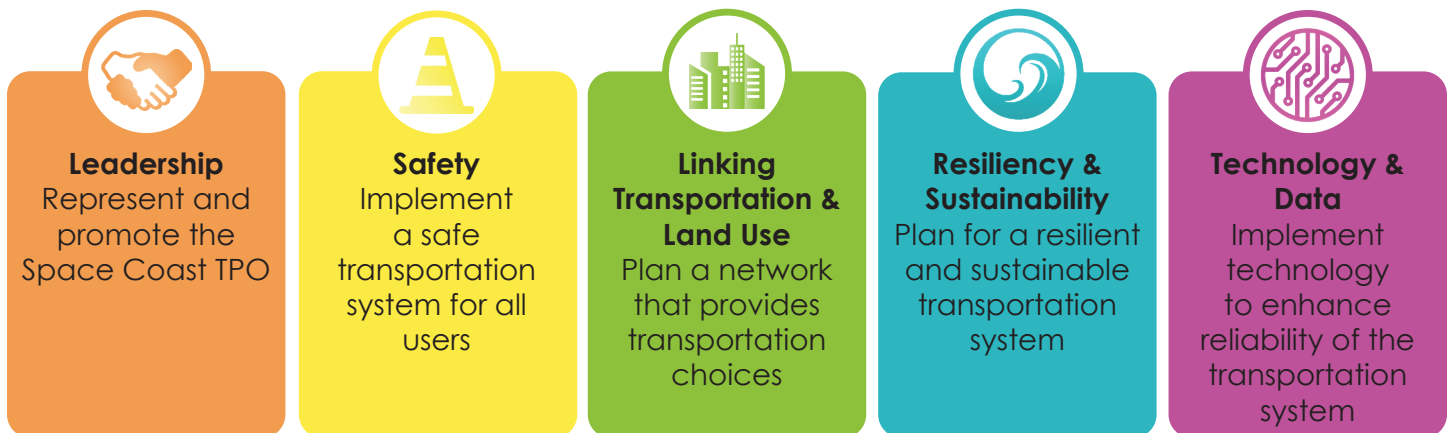 Leadership
Represent and
promote the
Space Coast TPO
Safety
Implement
a safe
transportation
system for all
users
Linking
Transportation &
Land Use
Plan a network
that provides
transportation
choices
Resiliency &
Sustainability
Plan for a resilient
and sustainable
transportation
system
Technology &
Data
Implement
technology
to enhance
reliability of the
transportation
system